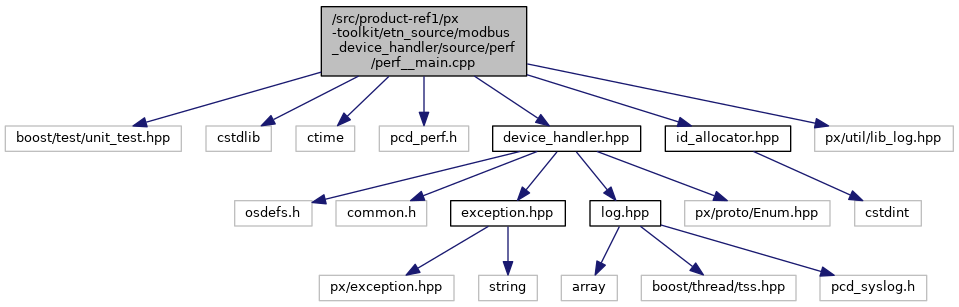 /src/product-ref1/px
-toolkit/etn_source/modbus
_device_handler/source/perf
/perf__main.cpp
boost/test/unit_test.hpp
cstdlib
ctime
pcd_perf.h
device_handler.hpp
id_allocator.hpp
px/util/lib_log.hpp
osdefs.h
common.h
exception.hpp
log.hpp
px/proto/Enum.hpp
cstdint
px/exception.hpp
string
array
boost/thread/tss.hpp
pcd_syslog.h